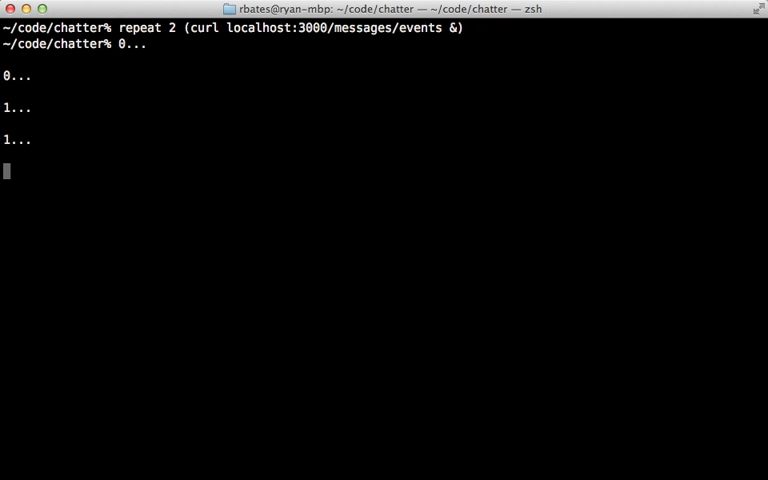 rbates@ryan-mbp: ~/code/chatter — ~/code/chatter — zsh
~/code/chatter% repeat 2 (curl localhost:3000/messages/events &)
~/code/chatter% 0...
0...
1...
1...